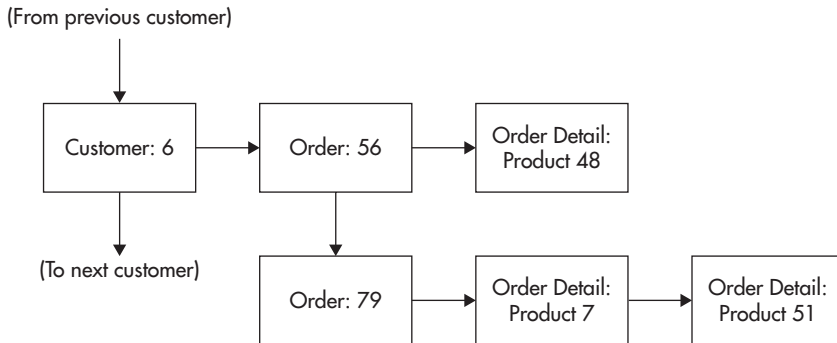 (From previous customer)
Customer: 6
Order: 56
Order Detail:
Product 48
(To next customer)
Order: 79
Order Detail:
Product 7
Order Detail:
Product 51